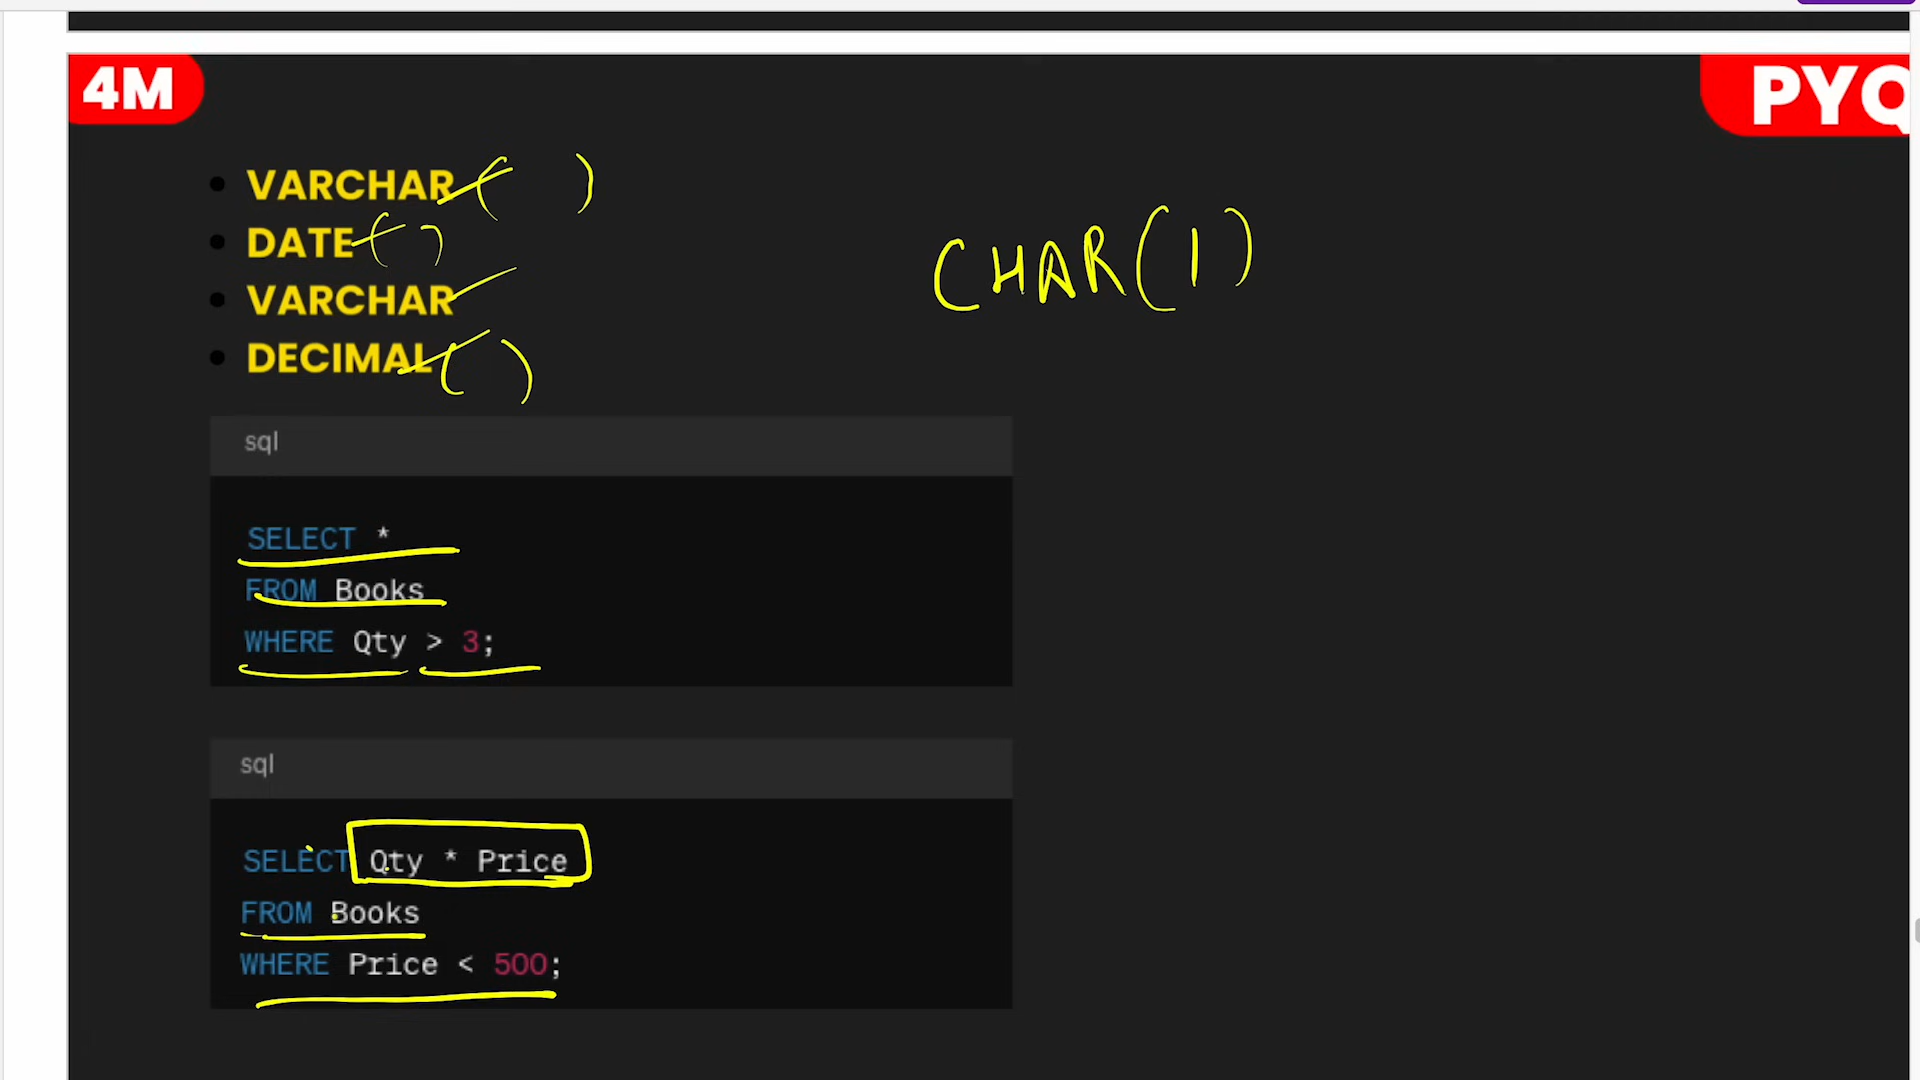 4M
PYQ
VARCHAR ( )
DATE ( )
VARCHAR
DECIMAL ( )
CHAR(1)
sql
SELECT *
FROM Books
WHERE Qty > 3;
sql
SELECT Qty * Price
FROM Books
WHERE Price < 500;